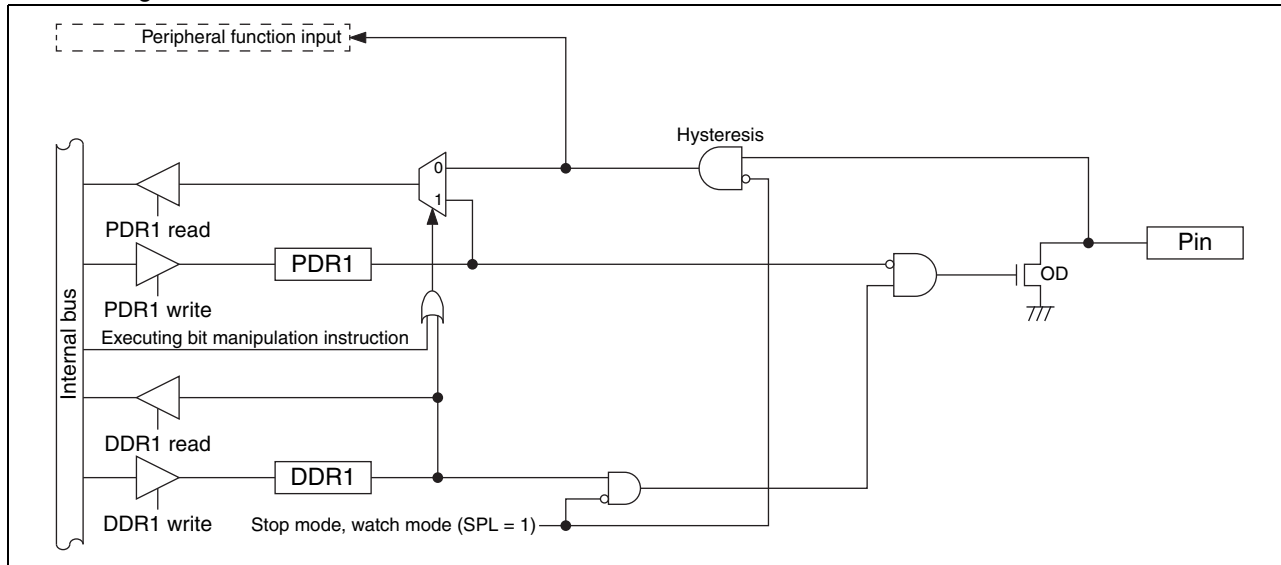 Peripheral function input
Hysteresis
0
1
PDR1 read
Pin
PDR1
OD
PDR1 write
Executing bit manipulation instruction
Internal bus
DDR1 read
DDR1
DDR1 write
Stop mode, watch mode (SPL = 1)